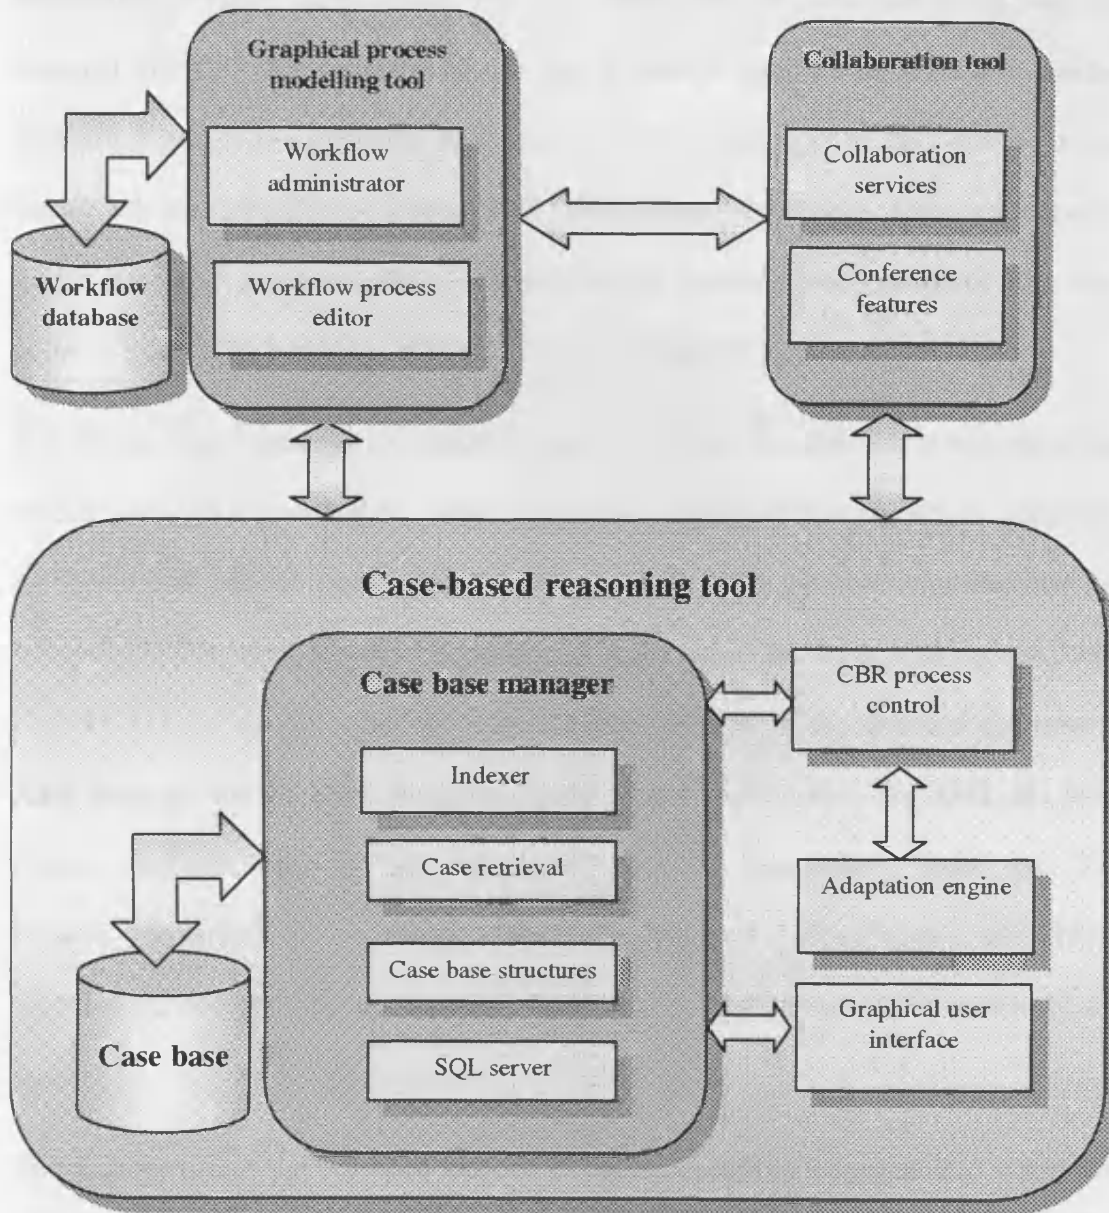 Graphical process
modelling tool
Workflow
administrator
Workflow process
editor
Workflow
database
Collaboration tool
Collaboration
services
Conference
features
Case-based reasoning tool
Case base manager
Indexer
Case retrieval
Case base structures
SQL server
Case base
CBR process
control
Adaptation engine
Graphical user
interface